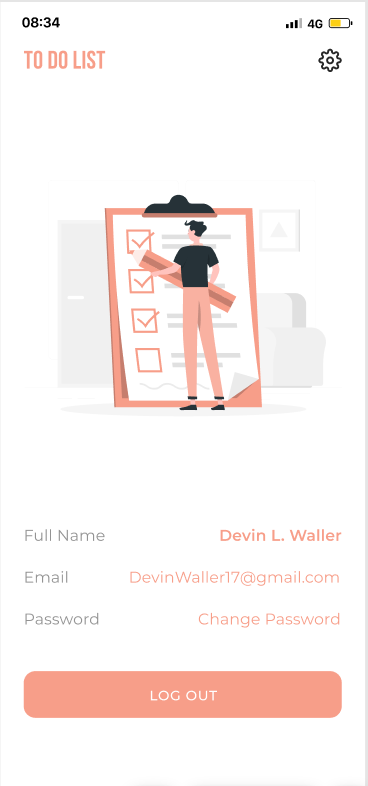 08:34 4G
TO DO LIST
Full Name Devin L. Waller
Email DevinWaller17@gmail.com
Password Change Password
LOG OUT